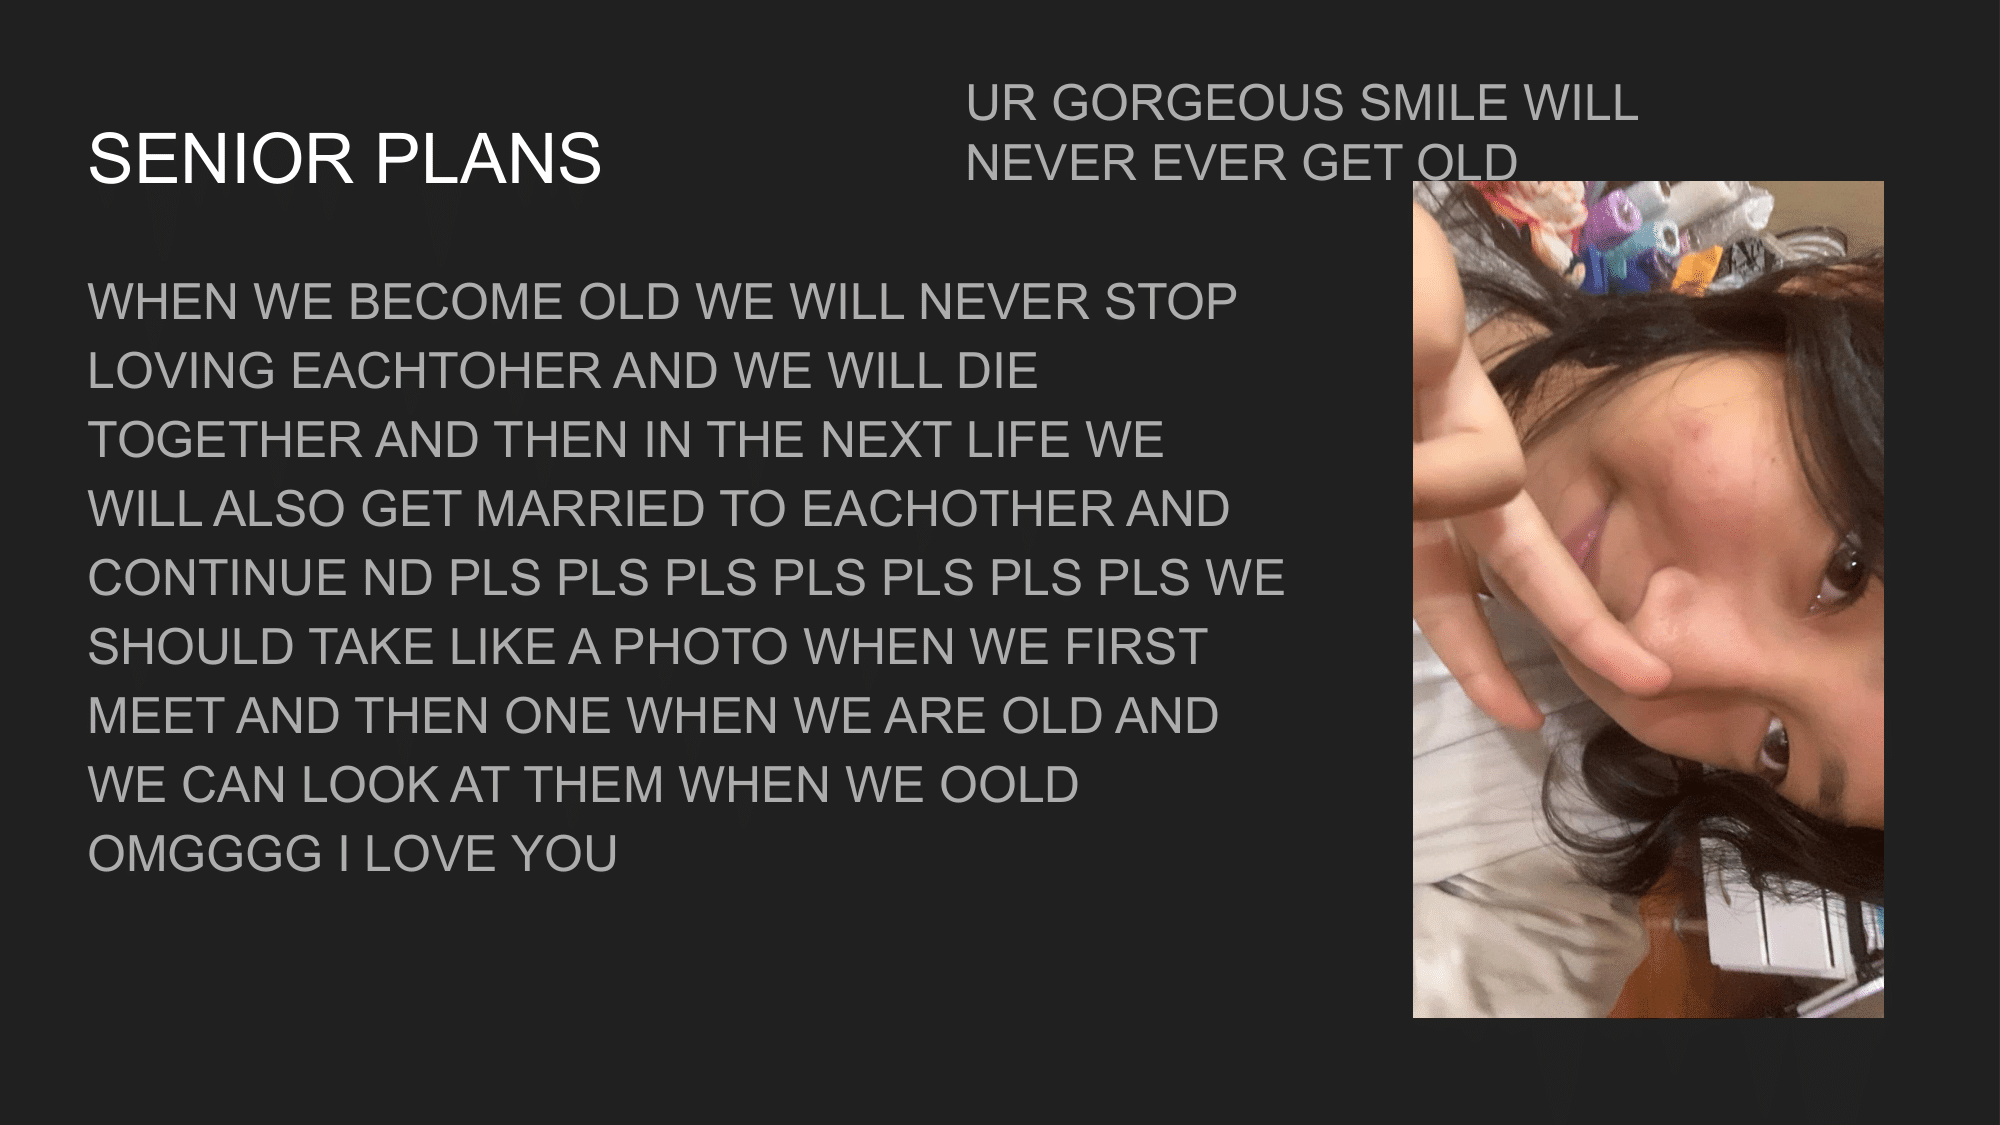 SENIOR PLANS
UR GORGEOUS SMILE WILL
NEVER EVER GET OLD
WHEN WE BECOME OLD WE WILL NEVER STOP
LOVING EACHTOHER AND WE WILL DIE
TOGETHER AND THEN IN THE NEXT LIFE WE
WILL ALSO GET MARRIED TO EACHOTHER AND
CONTINUE ND PLS PLS PLS PLS PLS PLS PLS WE
SHOULD TAKE LIKE A PHOTO WHEN WE FIRST
MEET AND THEN ONE WHEN WE ARE OLD AND
WE CAN LOOK AT THEM WHEN WE OOLD
OMGGGG I LOVE YOU